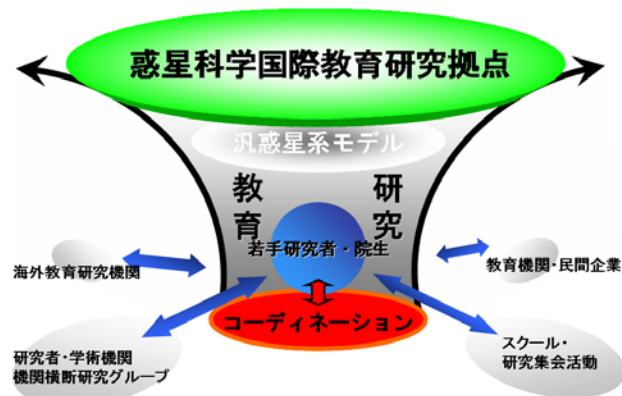 惑星科学国際教育研究拠点
汎惑星系モデル
教育
研究
若手研究者・院生
海外教育研究機関
教育機関・民間企業
コーディネーション
研究者・学術機関
機関横断研究グループ
スクール・
研究集会活動